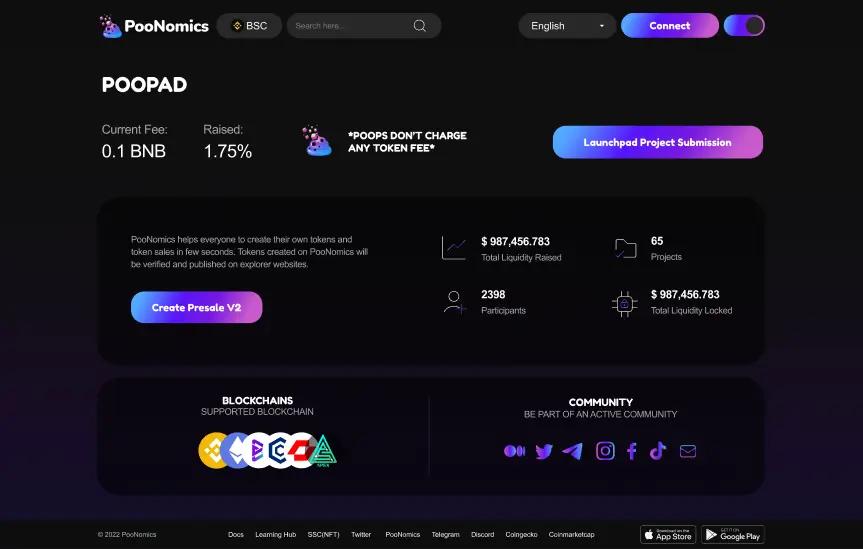 PooNomics
BSC
Search here...
English
Connect
POOPAD
Current Fee:
Raised:
0.1 BNB
1.75%
*POOPS DON'T CHARGE
ANY TOKEN FEE*
Launchpad Project Submission
PooNomics helps everyone to create their own tokens and
token sales in few seconds. Tokens created on PooNomics will
be verified and published on explorer websites.
Create Presale V2
$ 987,456.783
Total Liquidity Raised
65
Projects
2398
Participants
$ 987,456.783
Total Liquidity Locked
BLOCKCHAINS
SUPPORTED BLOCKCHAIN
APEX
COMMUNITY
BE PART OF AN ACTIVE COMMUNITY
© 2022 PooNomics
Docs
Learning Hub
SSC(NFT)
Twitter
PooNomics
Telegram
Discord
Coingecko
Coinmarketcap
Download on the
App Store
GET IT ON
Google Play